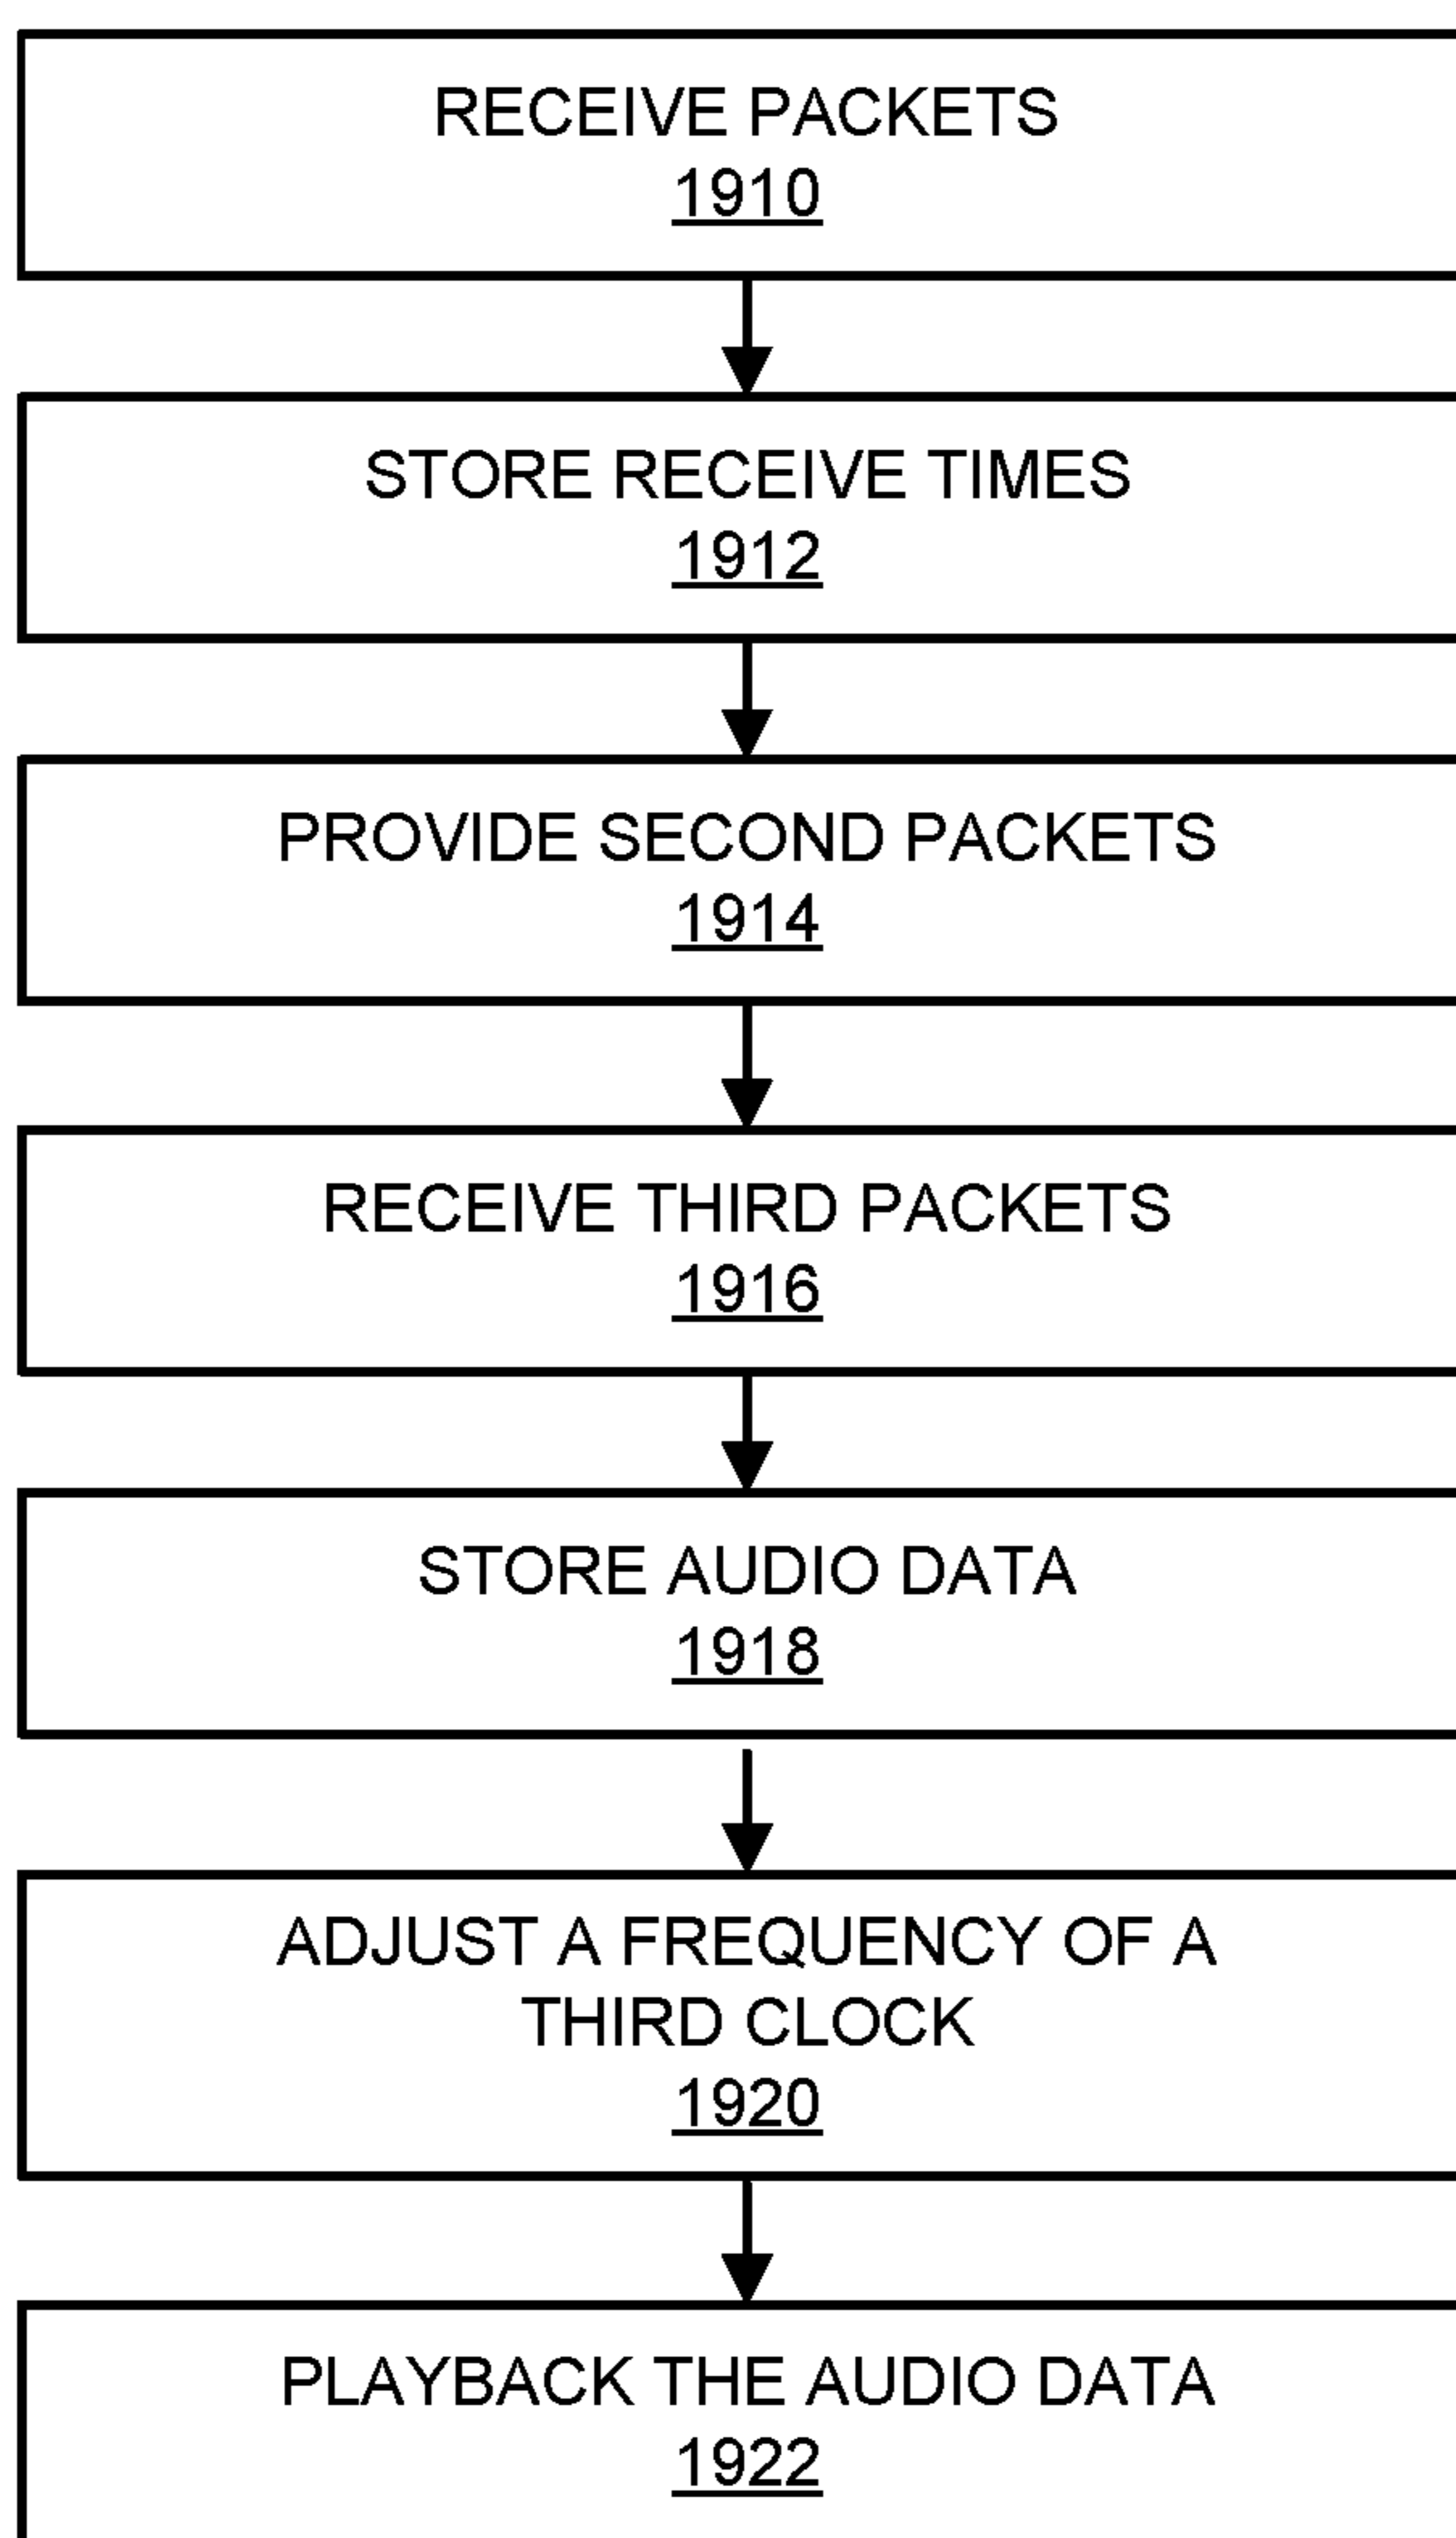 RECEIVE PACKETS
1910
STORE RECEIVE TIMES
1912
PROVIDE SECOND PACKETS
1914
RECEIVE THIRD PACKETS
1916
STORE AUDIO DATA
1918
ADJUST A FREQUENCY OF A
THIRD CLOCK
1920
PLAYBACK THE AUDIO DATA
1922